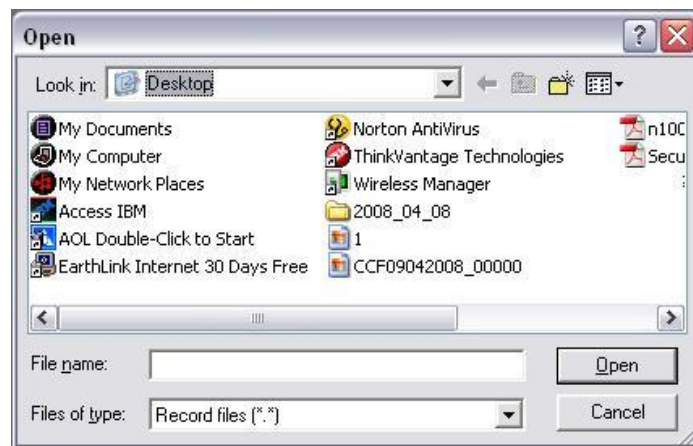 Open
Look in: Desktop
My Documents
My Computer
My Network Places
Access IBM
AOL Double-Click to Start
EarthLink Internet 30 Days Free
Norton AntiVirus
ThinkVantage Technologies
Wireless Manager
2008_04_08
1
CCF09042008_00000
n10C
Secu
File name:
Open
Files of type: Record files (*.*)
Cancel